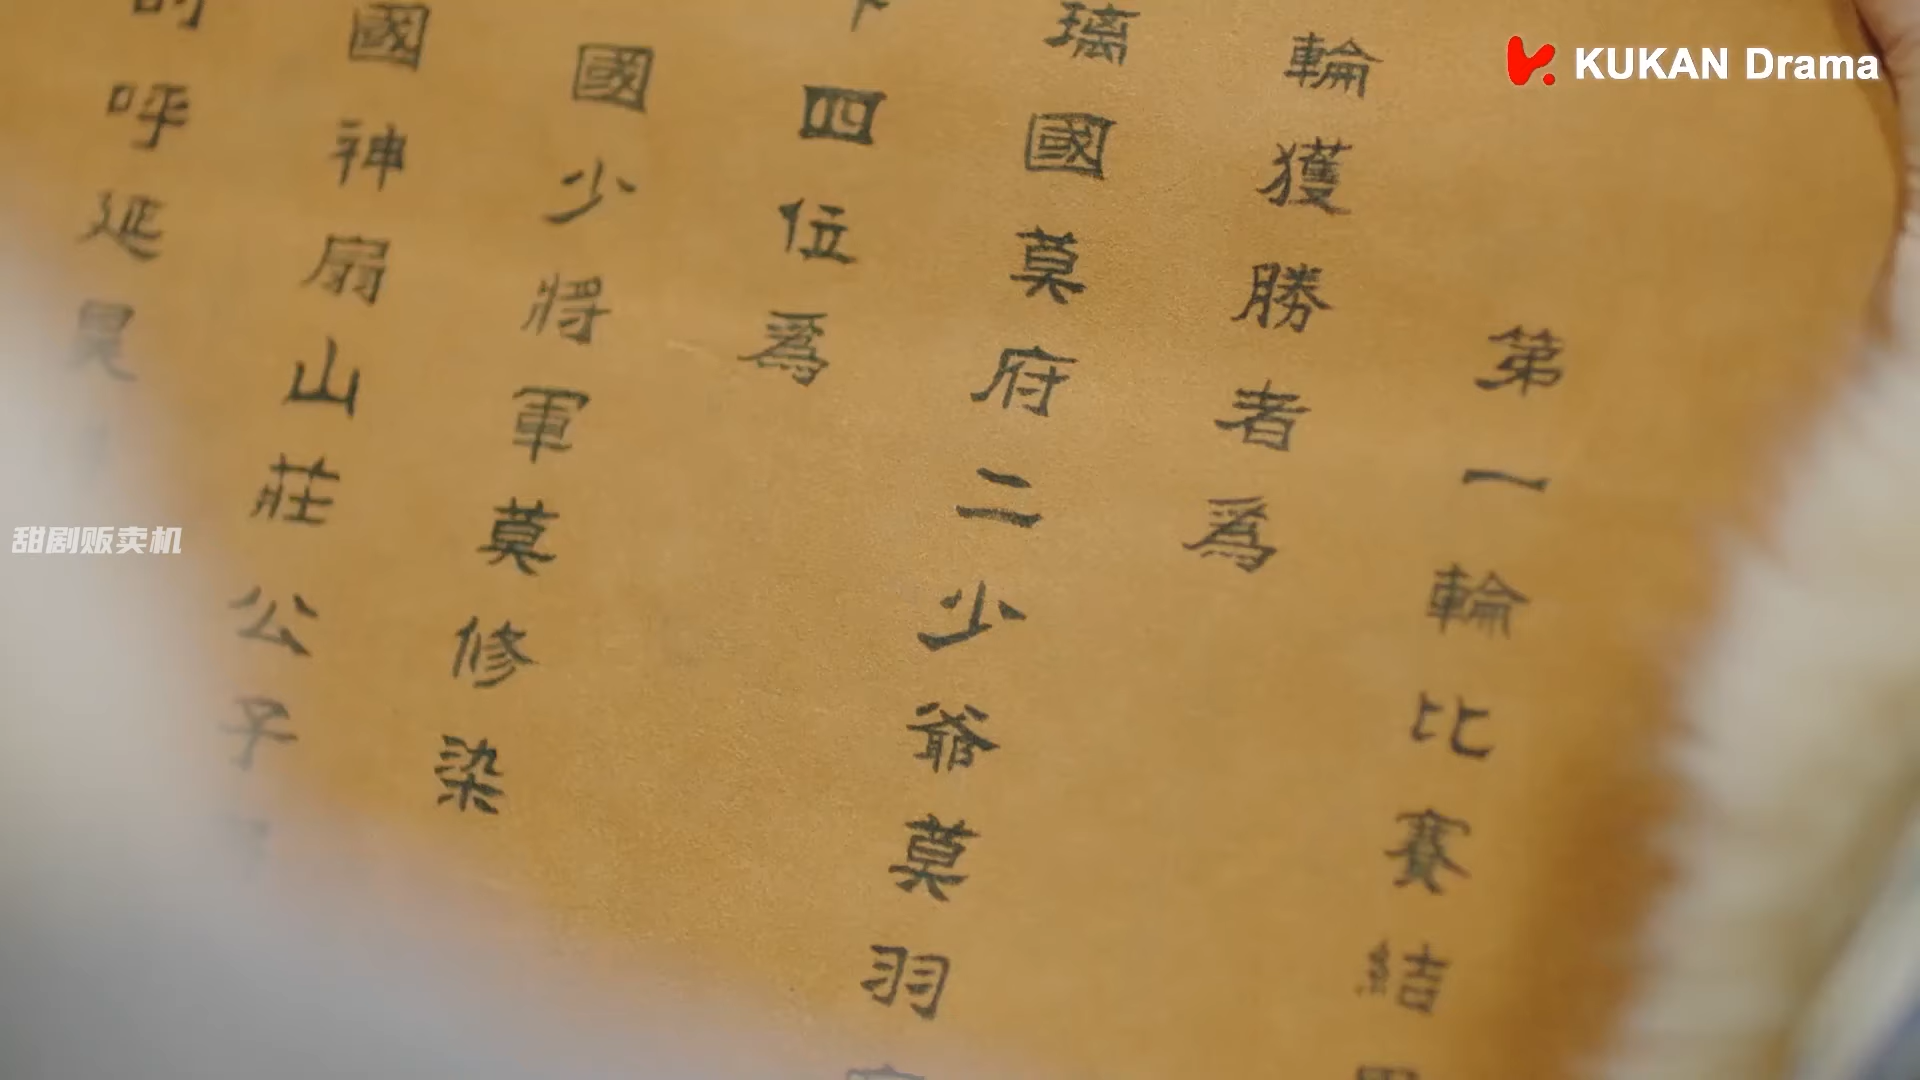 KUKAN Drama
第一輪比賽結
輪獲勝者爲
璃國莫府二少爺莫羽
四位爲
國少將軍莫修染
國神扇山莊公子
呼延
甜剧贩卖机